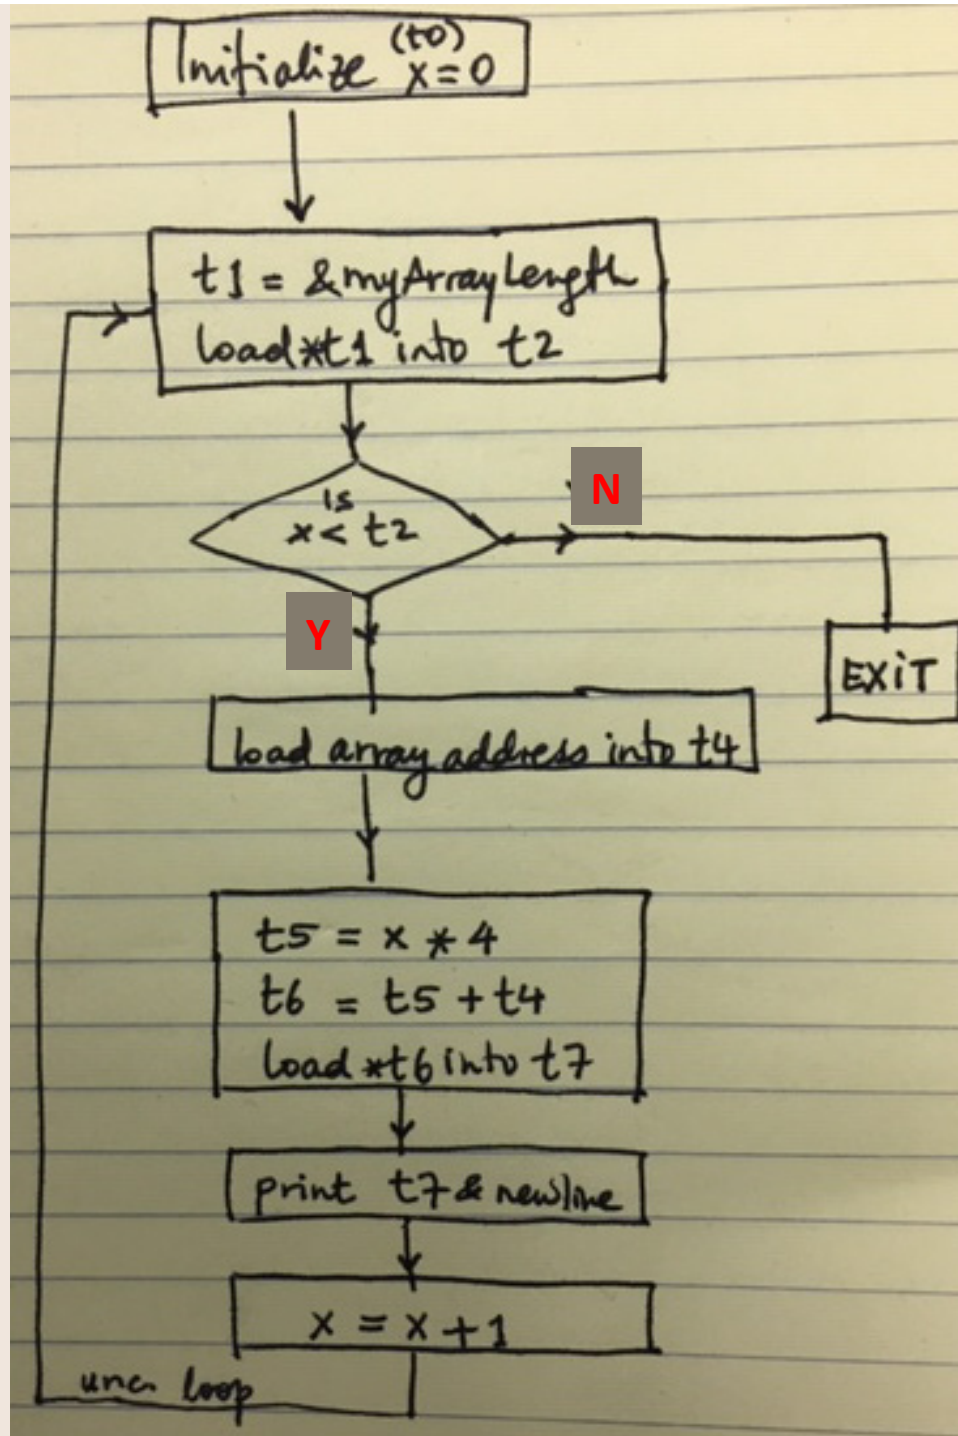 (t0)
Initialize x=0
t1 = &myArrayLength
load *t1 into t2
is
x < t2
N
Y
EXiT
load array address into t4
t5 = x * 4
t6 = t5 + t4
load *t6 into t7
print t7 & newline
x = x + 1
unc. loop